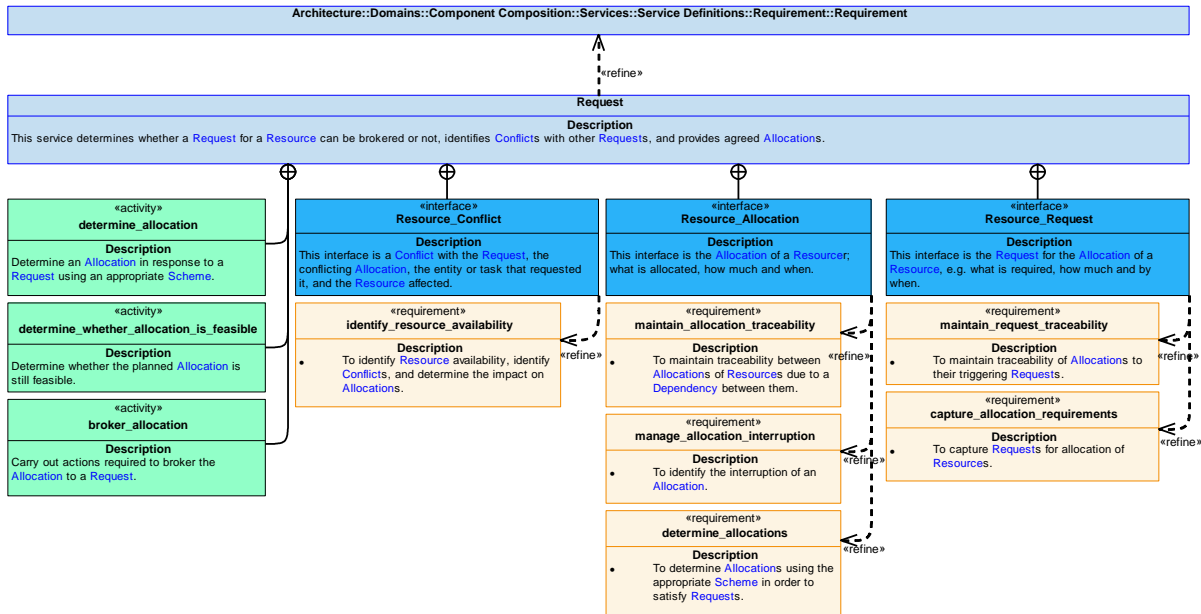 Architecture::Domains::Component Composition::Services::Service Definitions::Requirement::Requirement
«refine»
Request
Description
This service determines whether a Request for a Resource can be brokered or not, identifies Conflicts with other Requests, and provides agreed Allocations.
«activity»
determine_allocation
Description
Determine an Allocation in response to a
Request using an appropriate Scheme.
«activity»
determine_whether_allocation_is_feasible
Description
Determine whether the planned Allocation is
still feasible.
«activity»
broker_allocation
Description
Carry out actions required to broker the
Allocation to a Request.
«interface»
Resource_Conflict
Description
This interface is a Conflict with the Request, the
conflicting Allocation, the entity or task that requested
it, and the Resource affected.
«requirement»
identify_resource_availability
Description
• To identify Resource availability, identify
Conflicts, and determine the impact on
Allocations.
«refine»
«interface»
Resource_Allocation
Description
This interface is the Allocation of a Resourcer;
what is allocated, how much and when.
«requirement»
maintain_allocation_traceability
Description
• To maintain traceability between
Allocations of Resources due to a
Dependency between them.
«refine»
«requirement»
manage_allocation_interruption
Description
• To identify the interruption of an
Allocation.
«refine»
«requirement»
determine_allocations
Description
• To determine Allocations using the
appropriate Scheme in order to
satisfy Requests.
«refine»
«interface»
Resource_Request
Description
This interface is the Request for the Allocation of a
Resource, e.g. what is required, how much and by
when.
«requirement»
maintain_request_traceability
Description
• To maintain traceability of Allocations to
their triggering Requests.
«refine»
«requirement»
capture_allocation_requirements
Description
• To capture Requests for allocation of
Resources.
«refine»